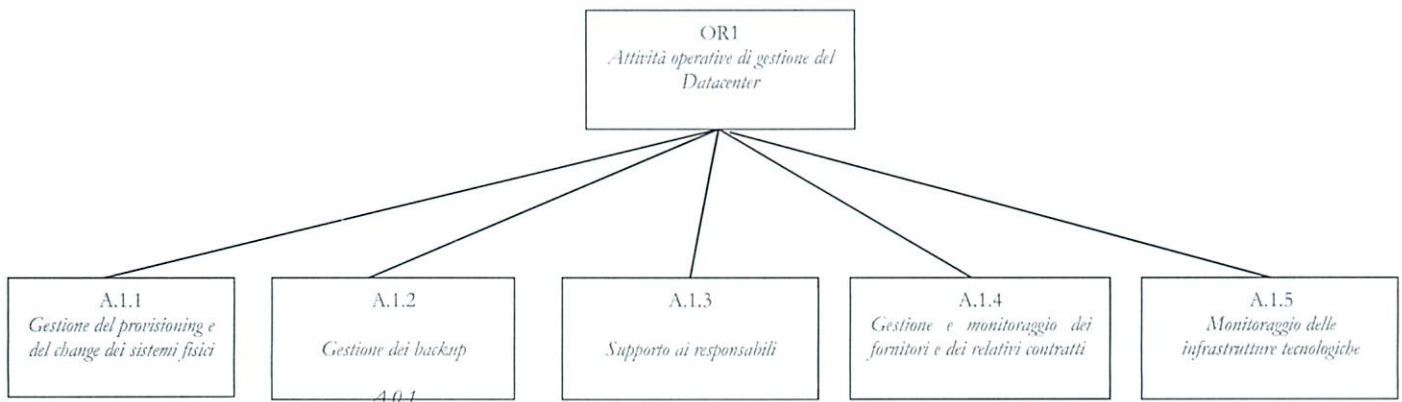 OR1
Attività operative di gestione del
Datacenter
A.1.1
Gestione del provisioning e
del change dei sistemi fisici
A.1.2
Gestione dei backup
A.0.1
A.1.3
Supporto ai responsabili
A.1.4
Gestione e monitoraggio dei
fornitori e dei relativi contratti
A.1.5
Monitoraggio delle
infrastrutture tecnologiche